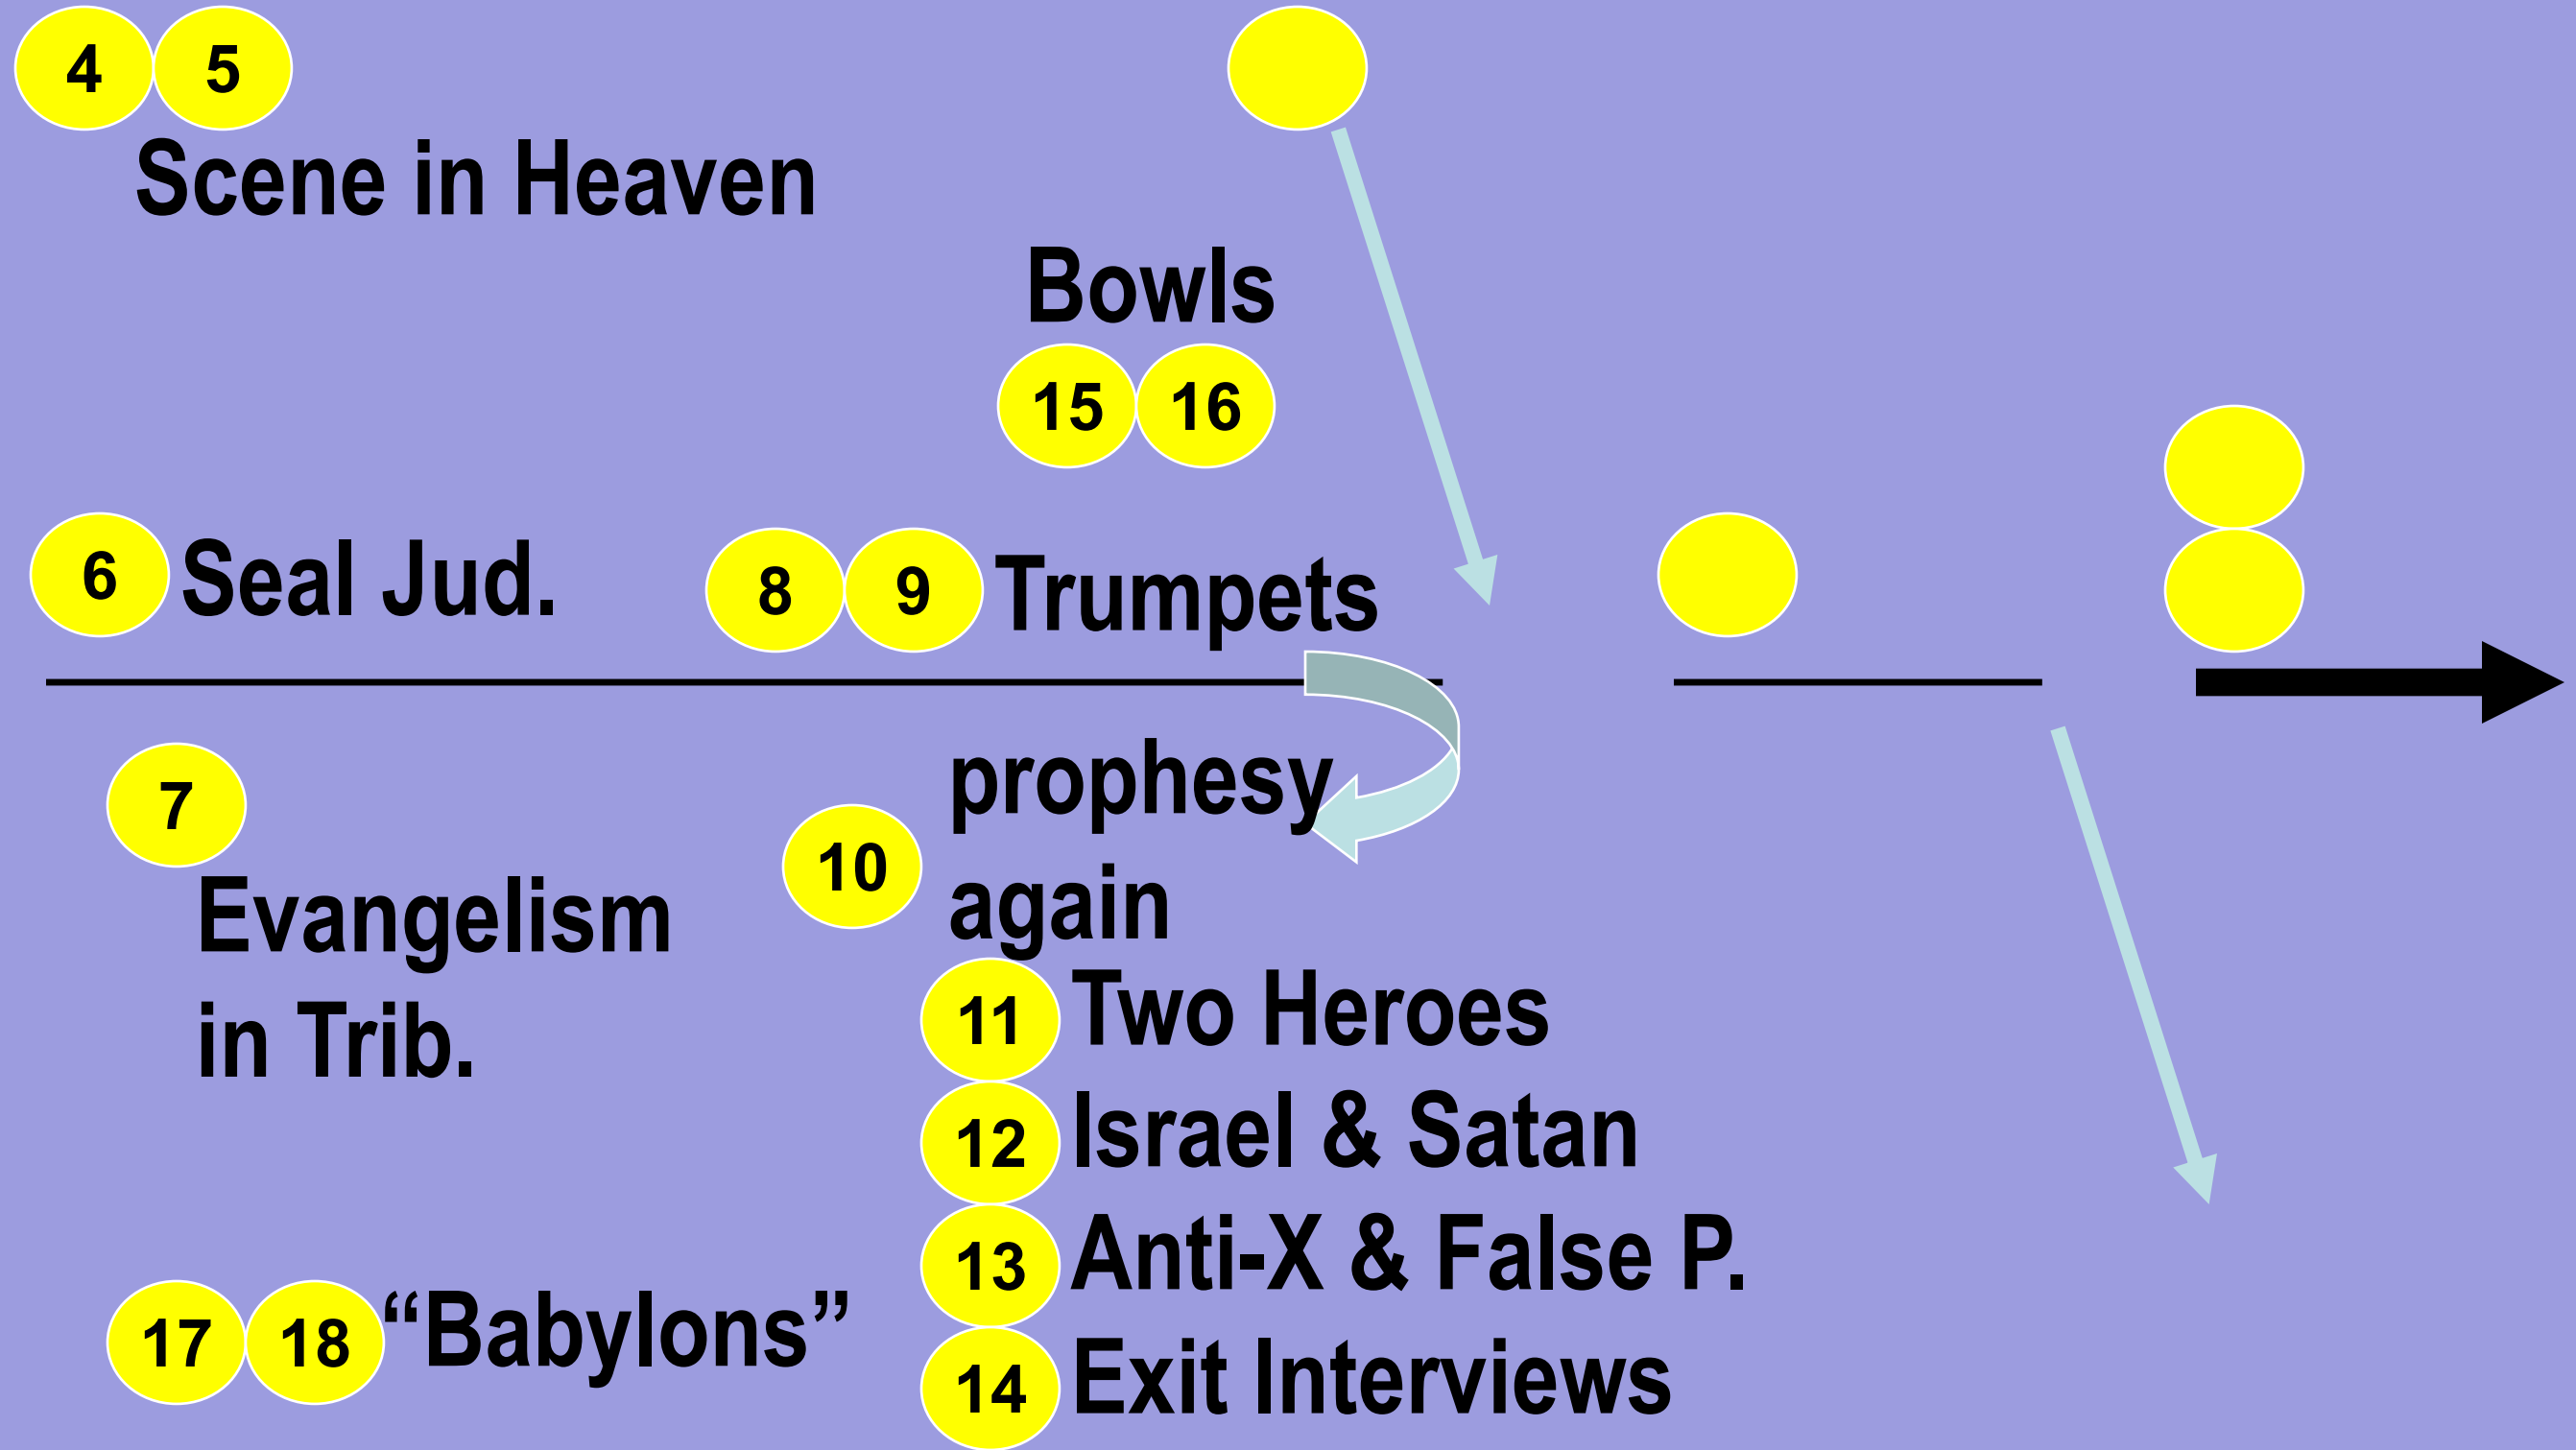 4 5
Scene in Heaven
Bowls
15 16
6 Seal Jud.
8 9 Trumpets
7
Evangelism
in Trib.
10
prophesy
again
11 Two Heroes
12 Israel & Satan
13 Anti-X & False P.
14 Exit Interviews
17 18 “Babylons”